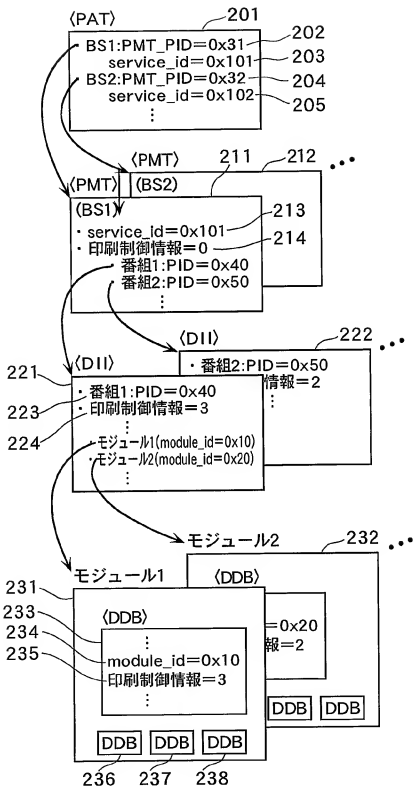 〈PAT〉
201
・BS1:PMT_PID=0x31
202
service_id=0x101
203
・BS2:PMT_PID=0x32
204
service_id=0x102
205
⋮
〈PMT〉
212
・・・
(BS2)
〈PMT〉
211
(BS1)
・service_id=0x101
213
・印刷制御情報=0
214
・番組1:PID=0x40
・番組2:PID=0x50
⋮
〈DII〉
222
・・・
・番組2:PID=0x50
情報=2
⋮
〈DII〉
221
・番組1:PID=0x40
223
・印刷制御情報=3
224
⋮
・モジュール1(module_id=0x10)
・モジュール2(module_id=0x20)
⋮
モジュール2
232
・・・
〈DDB〉
=0x20
報=2
DDB DDB
モジュール1
231
〈DDB〉
233
⋮
234
module_id=0x10
235
印刷制御情報=3
⋮
DDB DDB DDB
236 237 238